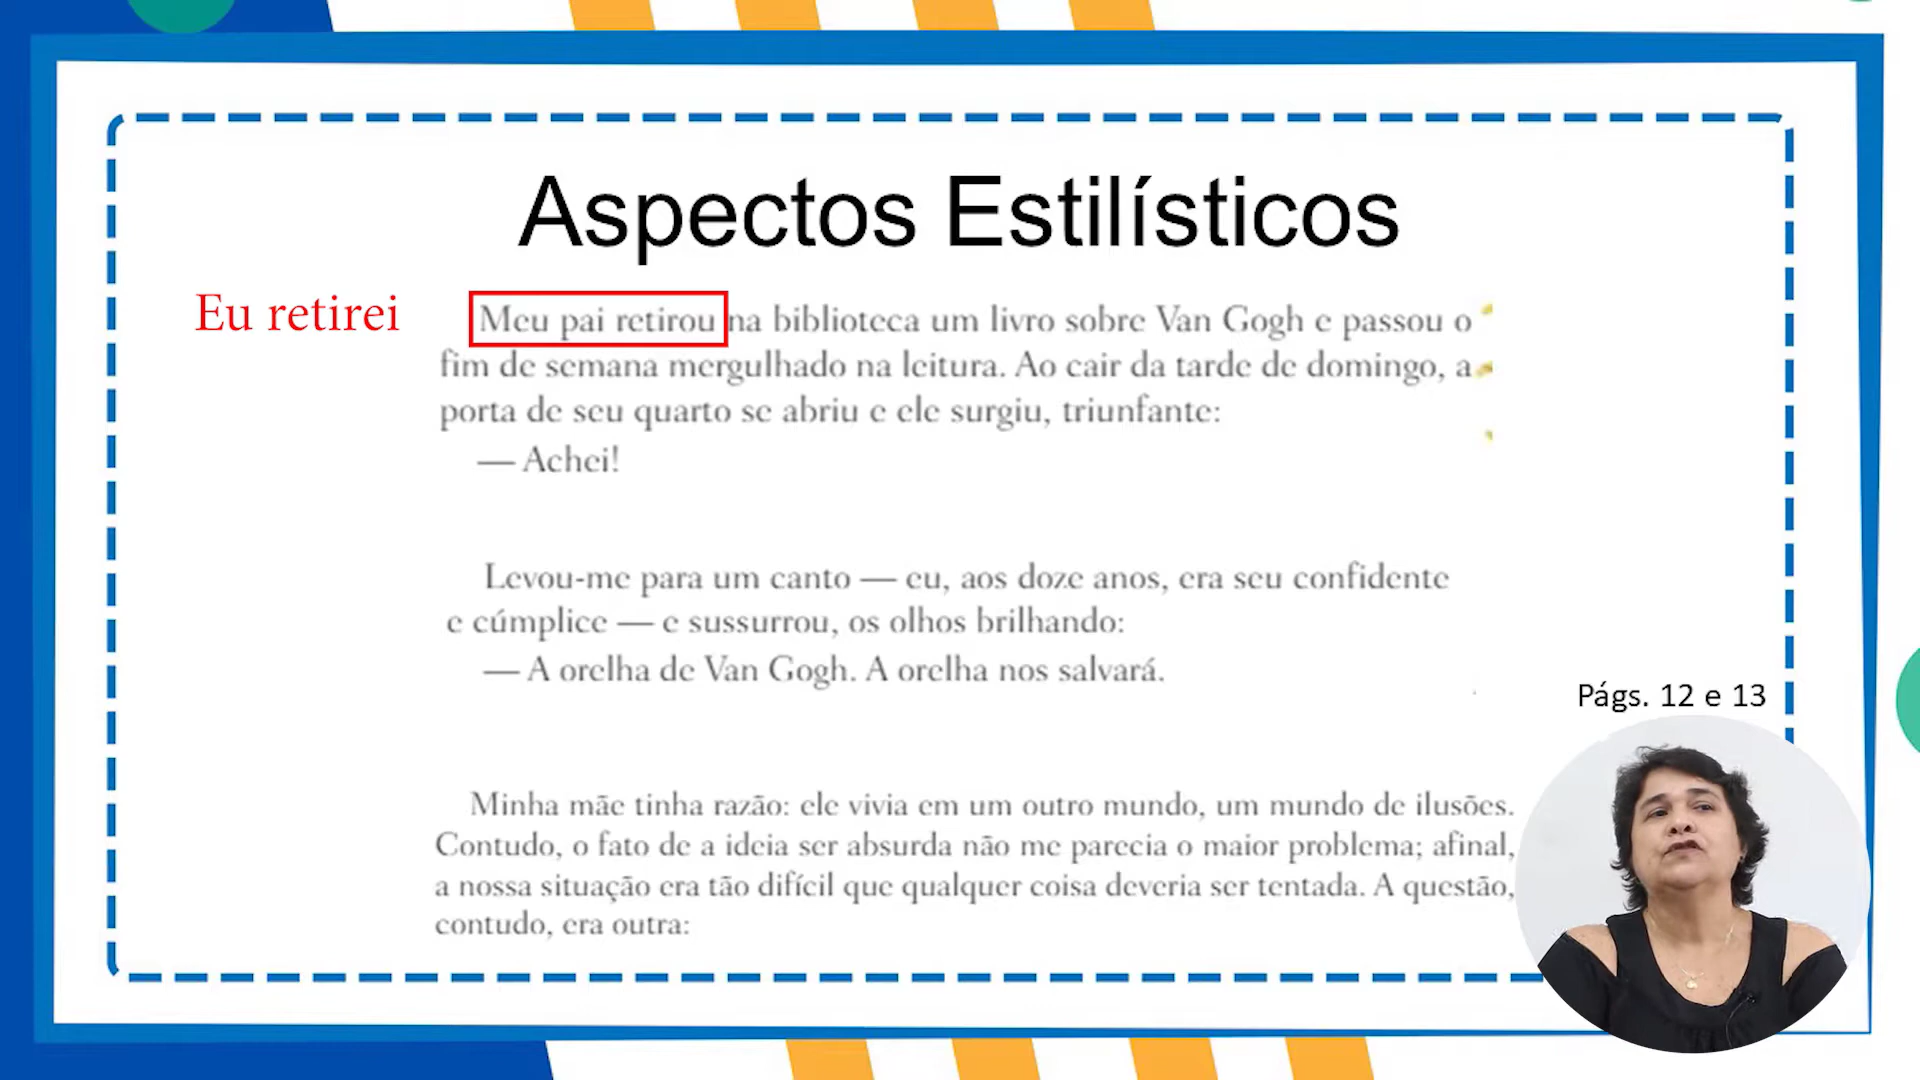 Aspectos Estilísticos
Eu retirei
Meu pai retirou na biblioteca um livro sobre Van Gogh e passou o
fim de semana mergulhado na leitura. Ao cair da tarde de domingo, a
porta de seu quarto se abriu e ele surgiu, triunfante:
— Achei!
Levou-me para um canto — eu, aos doze anos, era seu confidente
e cúmplice — e sussurrou, os olhos brilhando:
— A orelha de Van Gogh. A orelha nos salvará.
Págs. 12 e 13
Minha mãe tinha razão: ele vivia em um outro mundo, um mundo de ilusões.
Contudo, o fato de a ideia ser absurda não me parecia o maior problema; afinal,
a nossa situação era tão difícil que qualquer coisa deveria ser tentada. A questão,
contudo, era outra: